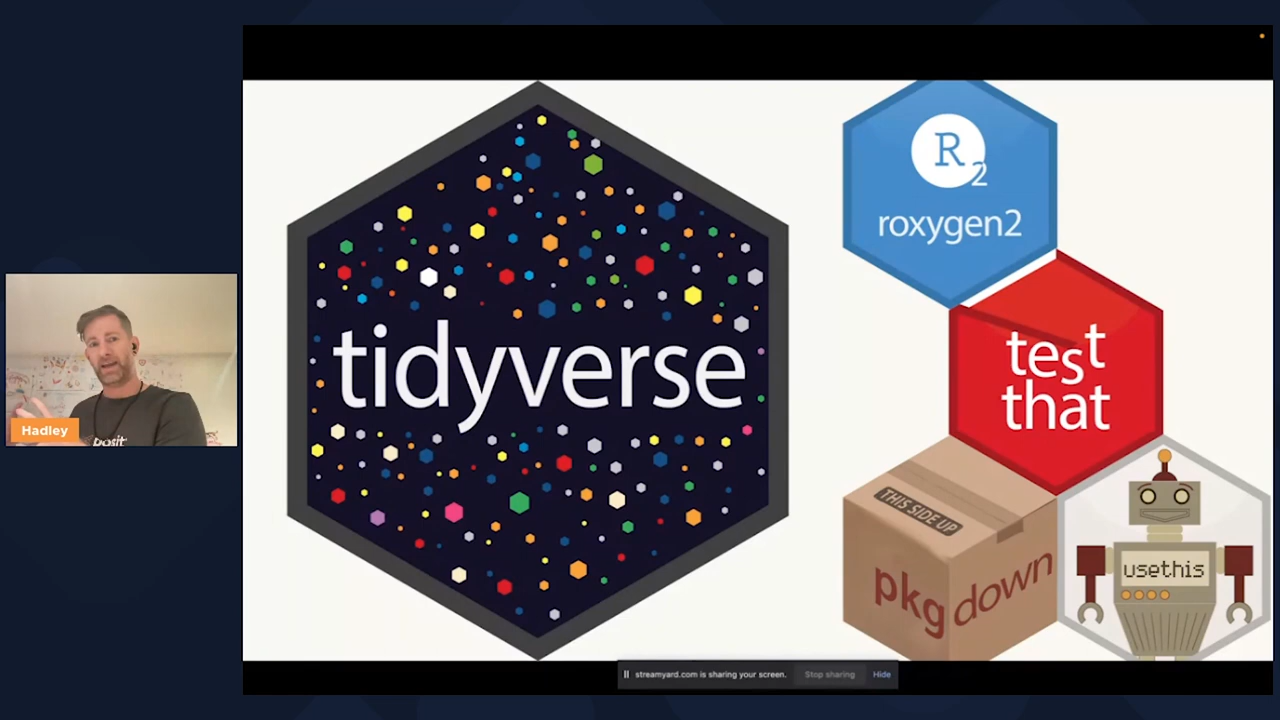 Hadley
posit
tidyverse
R
2
roxygen2
test
that
THIS SIDE UP
pkg
down
usethis
streamyard.com is sharing your screen.
Stop sharing
Hide